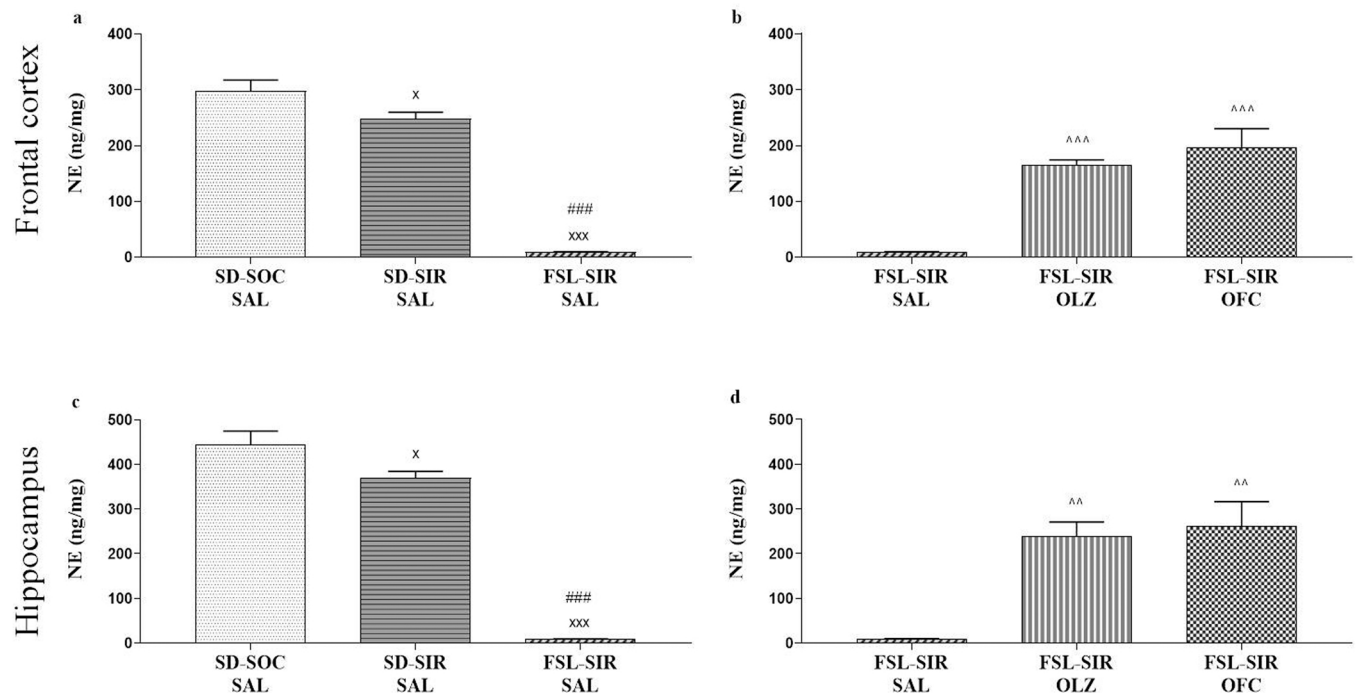 Frontal cortex
a
NE (ng/mg)
400
300
200
100
0
X
###
XXX
SD-SOC
SAL
SD-SIR
SAL
FSL-SIR
SAL
b
NE (ng/mg)
400
300
200
100
0
^^^
^^^
FSL-SIR
SAL
FSL-SIR
OLZ
FSL-SIR
OFC
Hippocampus
c
NE (ng/mg)
500
400
300
200
100
0
X
###
XXX
SD-SOC
SAL
SD-SIR
SAL
FSL-SIR
SAL
d
NE (ng/mg)
500
400
300
200
100
0
^^
^^
FSL-SIR
SAL
FSL-SIR
OLZ
FSL-SIR
OFC